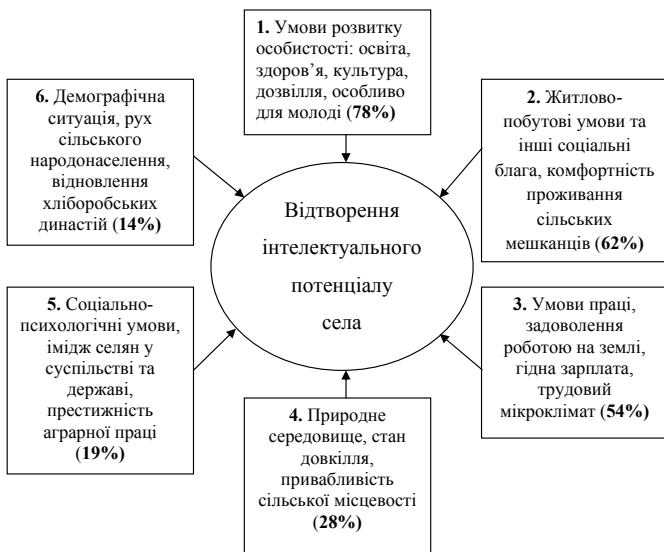 1. Умови розвитку
особистості: освіта,
здоров’я, культура,
дозвілля, особливо
для молоді (78%)
2. Житлово-
побутові умови та
інші соціальні
блага, комфортність
проживання
сільських
мешканців (62%)
3. Умови праці,
задоволення
роботою на землі,
гідна зарплата,
трудовий
мікроклімат (54%)
4. Природне
середовище, стан
довкілля,
привабливість
сільської місцевості
(28%)
5. Соціально-
психологічні умови,
імідж селян у
суспільстві та
державі,
престижність
аграрної праці
(19%)
6. Демографічна
ситуація, рух
сільського
народонаселення,
відновлення
хліборобських
династій (14%)
Відтворення
інтелектуального
потенціалу
села